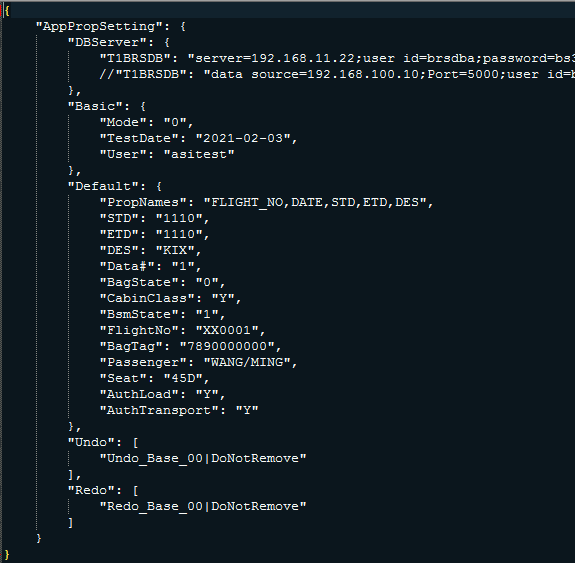 {
"AppPropSetting": {
"DBServer": {
"T1BRSDB": "server=192.168.11.22;user id=brsdba;password=bs3
//"T1BRSDB": "data source=192.168.100.10;Port=5000;user id=b
},
"Basic": {
"Mode": "0",
"TestDate": "2021-02-03",
"User": "asitest"
},
"Default": {
"PropNames": "FLIGHT_NO,DATE,STD,ETD,DES",
"STD": "1110",
"ETD": "1110",
"DES": "KIX",
"Data#": "1",
"BagState": "0",
"CabinClass": "Y",
"BsmState": "1",
"FlightNo": "XX0001",
"BagTag": "7890000000",
"Passenger": "WANG/MING",
"Seat": "45D",
"AuthLoad": "Y",
"AuthTransport": "Y"
},
"Undo": [
"Undo_Base_00|DoNotRemove"
],
"Redo": [
"Redo_Base_00|DoNotRemove"
]
}
}